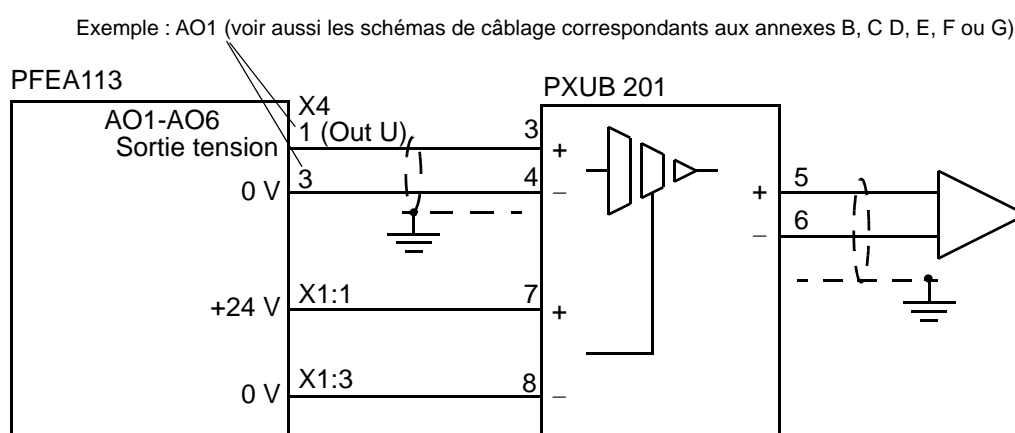 Exemple : AO1 (voir aussi les schémas de câblage correspondants aux annexes B, C D, E, F ou G)
PFEA113
PXUB 201
AO1-AO6
X4
Sortie tension
1 (Out U)
3
+
0 V
3
4
–
+
5
–
6
+24 V
X1:1
7
+
0 V
X1:3
8
–